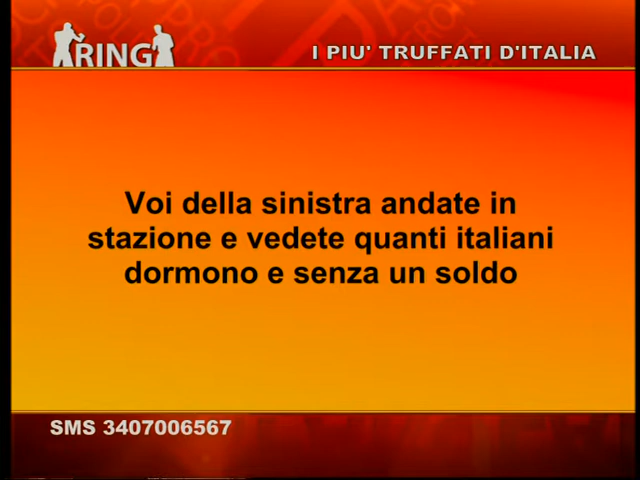 RING
I PIU' TRUFFATI D'ITALIA
Voi della sinistra andate in
stazione e vedete quanti italiani
dormono e senza un soldo
SMS 3407006567